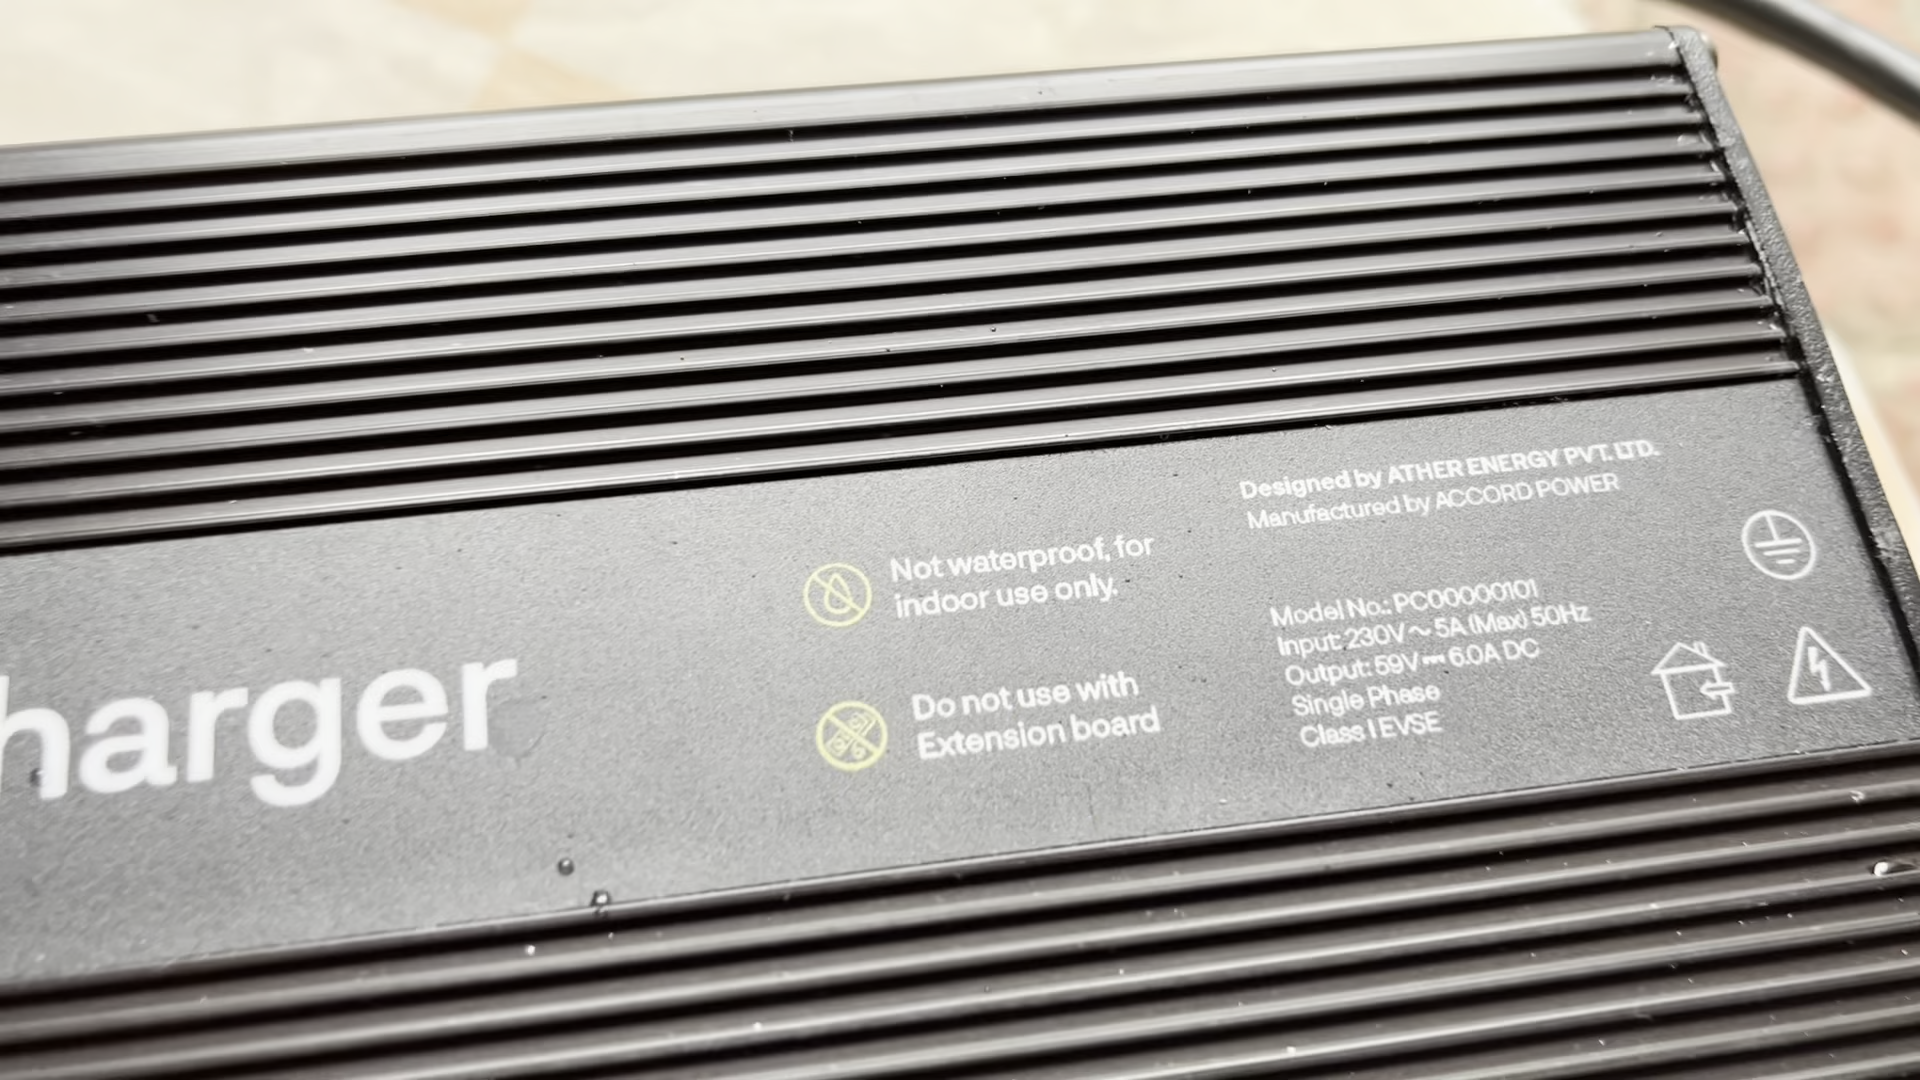 harger
Not waterproof, for
indoor use only.
Do not use with
Extension board
Designed by ATHER ENERGY PVT. LTD.
Manufactured by ACCORD POWER
Model No.: PC00000101
Input: 230V ~ 5A (Max) 50Hz
Output: 59V ⎓ 6.0A DC
Single Phase
Class I EVSE